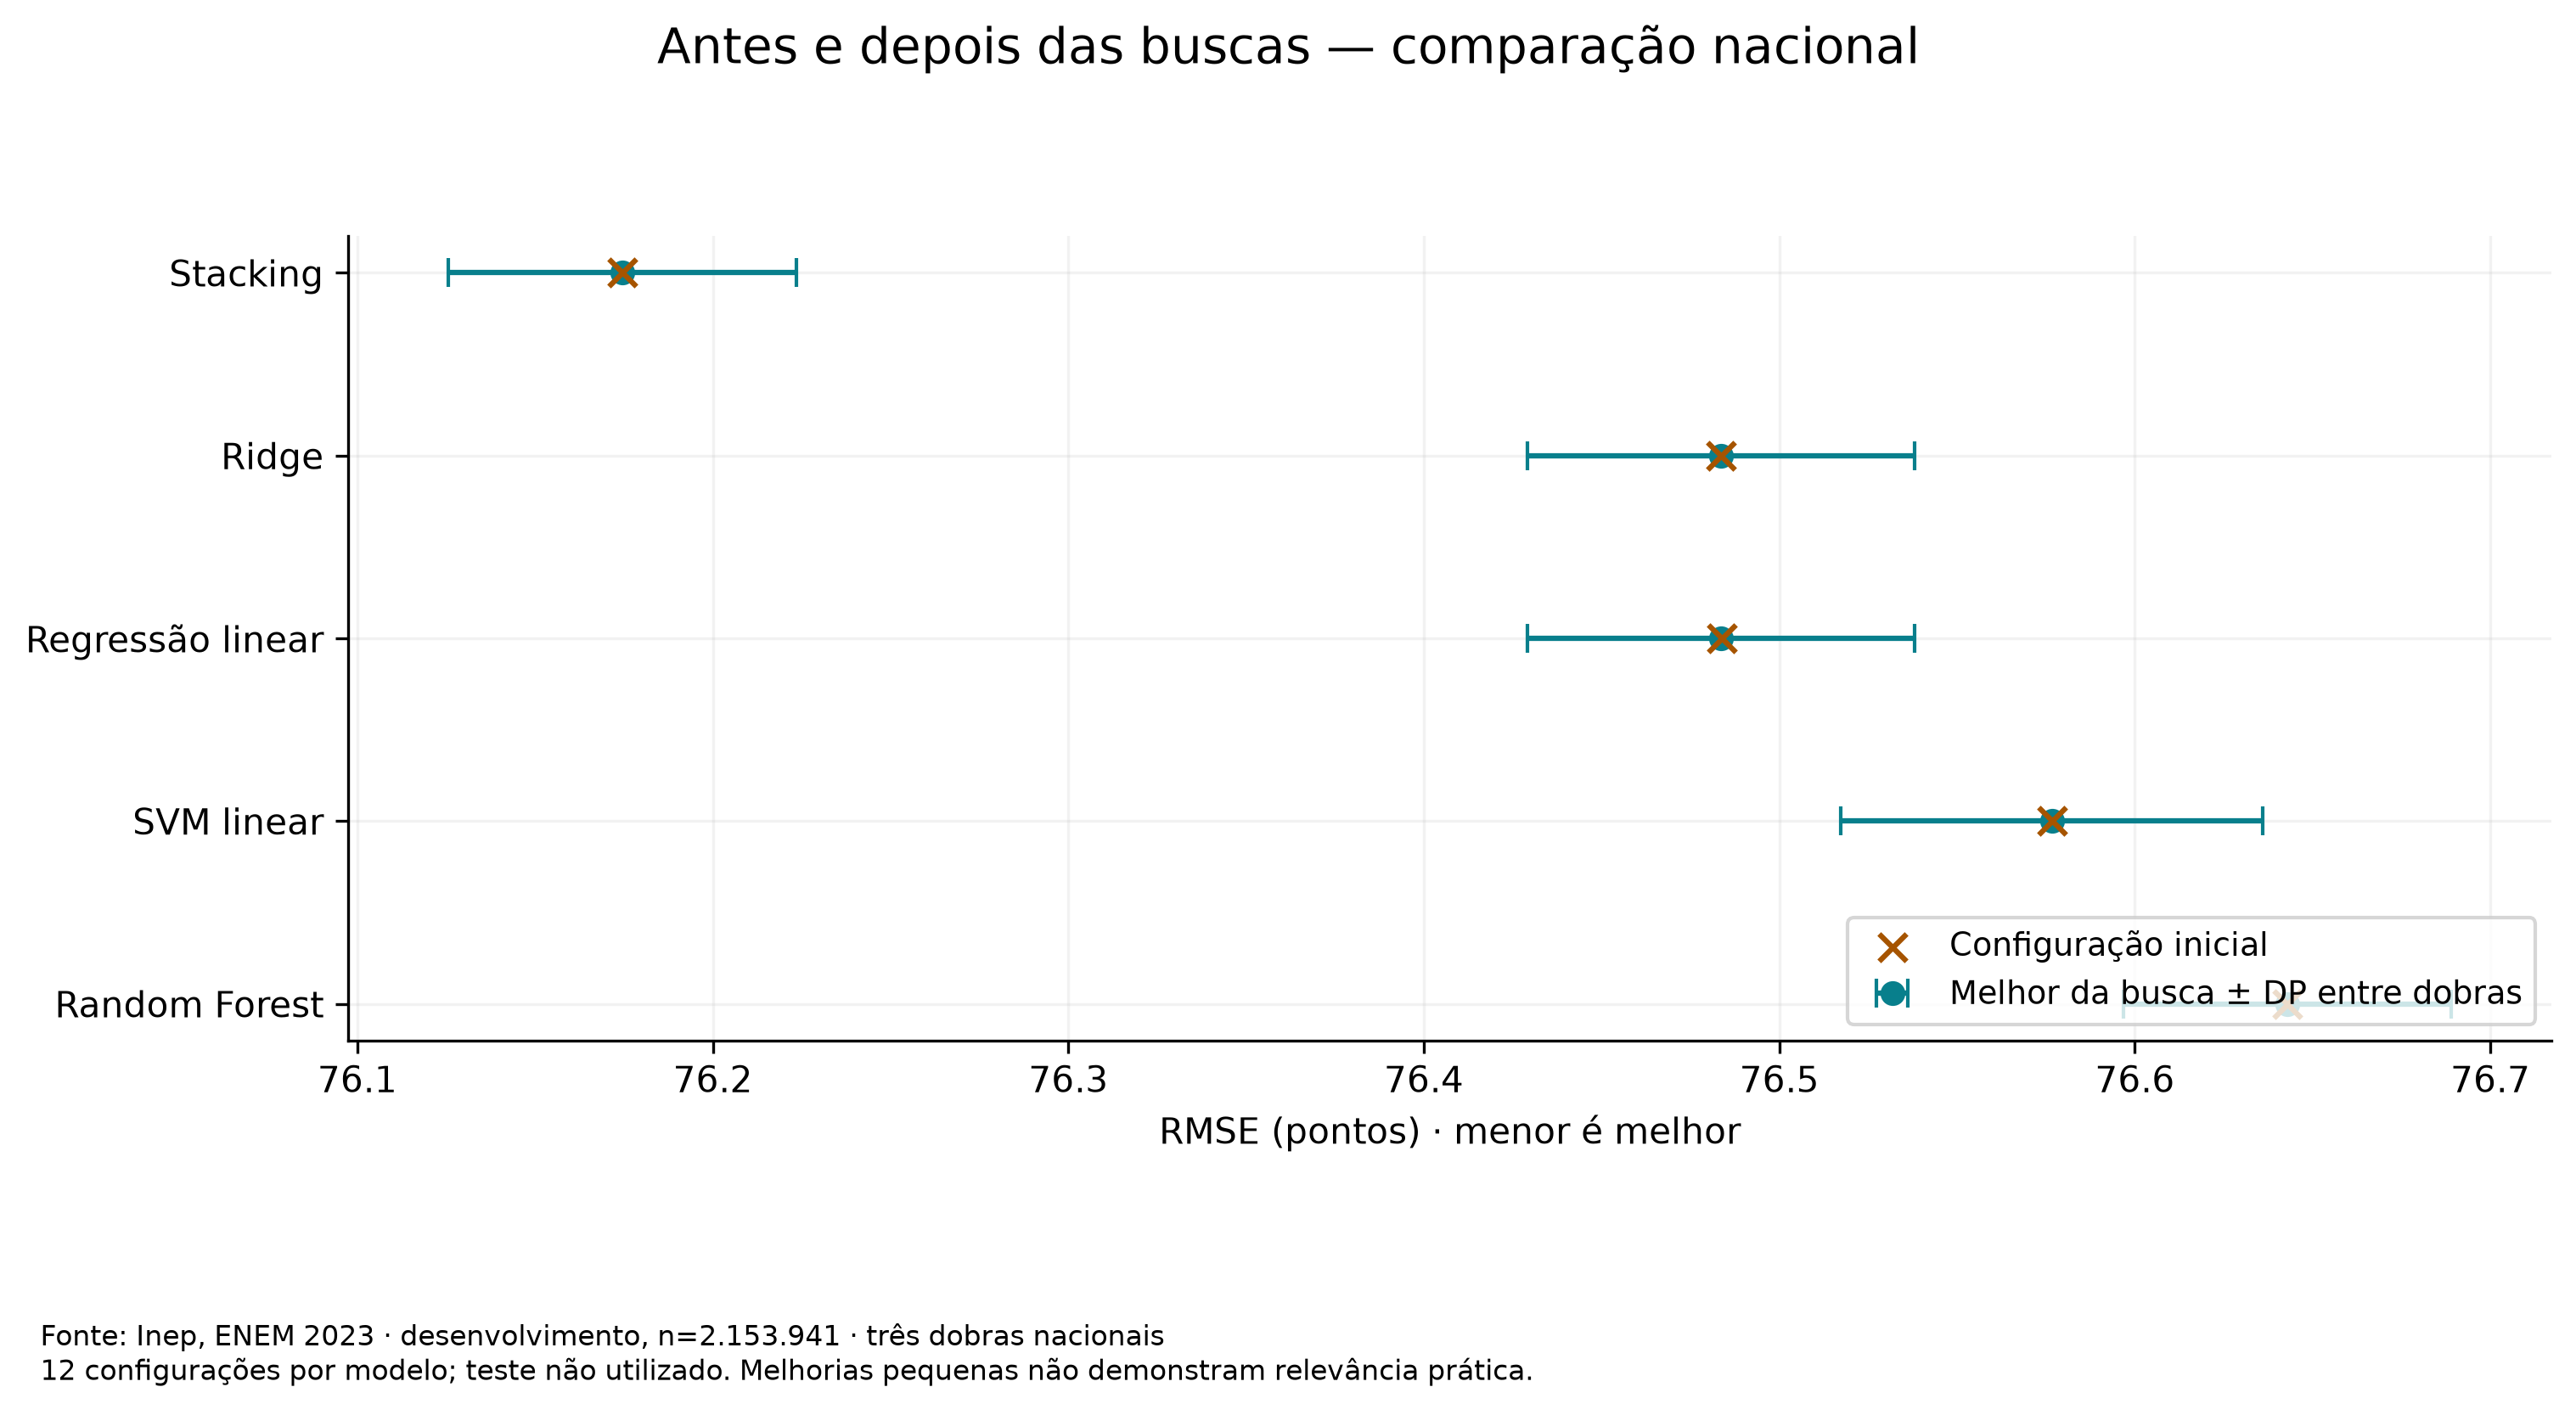 Antes e depois das buscas — comparação nacional
Stacking
Ridge
Regressão linear
SVM linear
Random Forest
Configuração inicial
Melhor da busca ± DP entre dobras
76.1 76.2 76.3 76.4 76.5 76.6 76.7
RMSE (pontos) · menor é melhor
Fonte: Inep, ENEM 2023 · desenvolvimento, n=2.153.941 · três dobras nacionais
12 configurações por modelo; teste não utilizado. Melhorias pequenas não demonstram relevância prática.